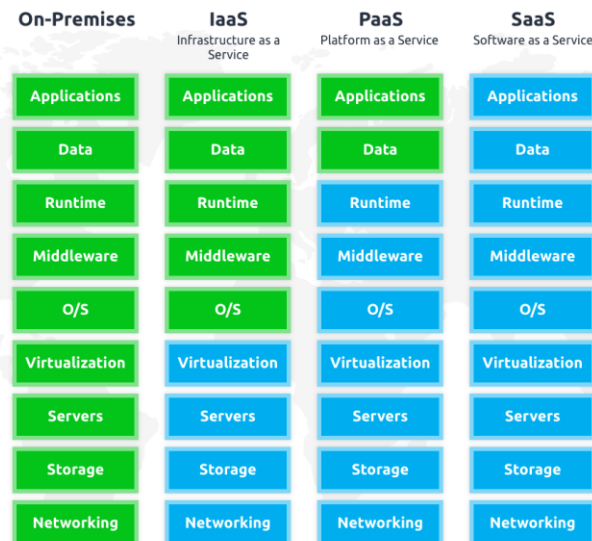 On-Premises
IaaS
Infrastructure as a
Service
PaaS
Platform as a Service
SaaS
Software as a Service
Applications Applications Applications Applications
Data Data Data Data
Runtime Runtime Runtime Runtime
Middleware Middleware Middleware Middleware
O/S O/S O/S O/S
Virtualization Virtualization Virtualization Virtualization
Servers Servers Servers Servers
Storage Storage Storage Storage
Networking Networking Networking Networking